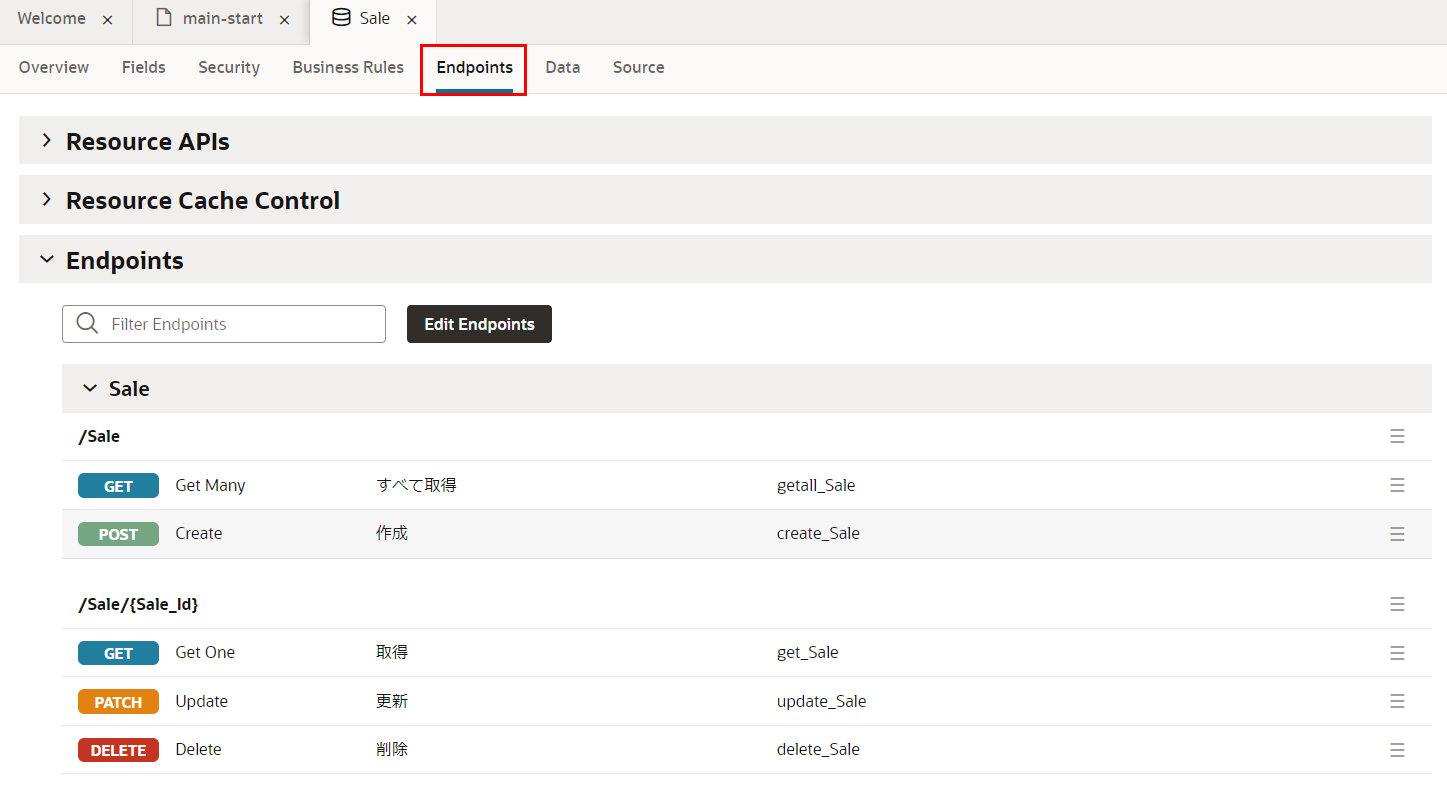 Welcome × main-start × Sale ×
Overview Fields Security Business Rules Endpoints Data Source
Resource APIs
Resource Cache Control
Endpoints
Filter Endpoints Edit Endpoints
Sale
/Sale
GET Get Many すべて取得 getall_Sale
POST Create 作成 create_Sale
/Sale/{Sale_Id}
GET Get One 取得 get_Sale
PATCH Update 更新 update_Sale
DELETE Delete 削除 delete_Sale